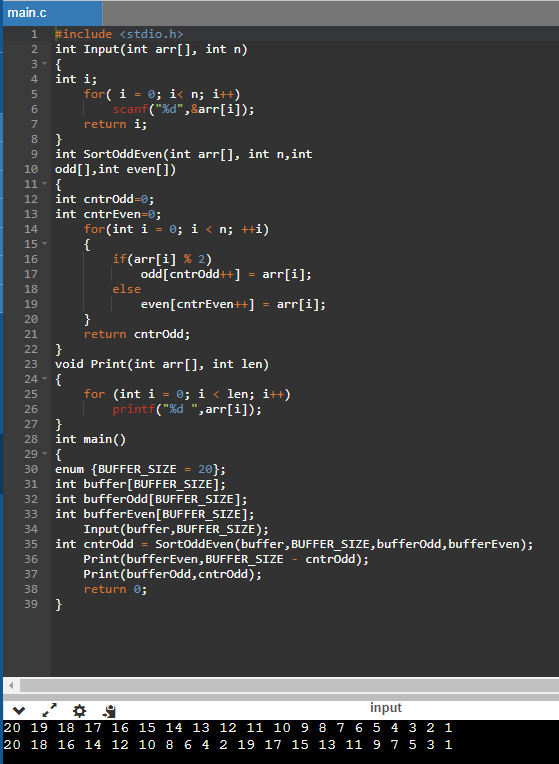 main.c
1 #include <stdio.h>
2 int Input(int arr[], int n)
3 {
4 int i;
5     for( i = 0; i< n; i++)
6         scanf("%d",&arr[i]);
7     return i;
8 }
9 int SortOddEven(int arr[], int n,int
10 odd[],int even[])
11 {
12 int cntrOdd=0;
13 int cntrEven=0;
14     for(int i = 0; i < n; ++i)
15     {
16         if(arr[i] % 2)
17             odd[cntrOdd++] = arr[i];
18         else
19             even[cntrEven++] = arr[i];
20     }
21     return cntrOdd;
22 }
23 void Print(int arr[], int len)
24 {
25     for (int i = 0; i < len; i++)
26         printf("%d ",arr[i]);
27 }
28 int main()
29 {
30 enum {BUFFER_SIZE = 20};
31 int buffer[BUFFER_SIZE];
32 int bufferOdd[BUFFER_SIZE];
33 int bufferEven[BUFFER_SIZE];
34     Input(buffer,BUFFER_SIZE);
35 int cntrOdd = SortOddEven(buffer,BUFFER_SIZE,bufferOdd,bufferEven);
36     Print(bufferEven,BUFFER_SIZE - cntrOdd);
37     Print(bufferOdd,cntrOdd);
38     return 0;
39 }
input
20 19 18 17 16 15 14 13 12 11 10 9 8 7 6 5 4 3 2 1
20 18 16 14 12 10 8 6 4 2 19 17 15 13 11 9 7 5 3 1